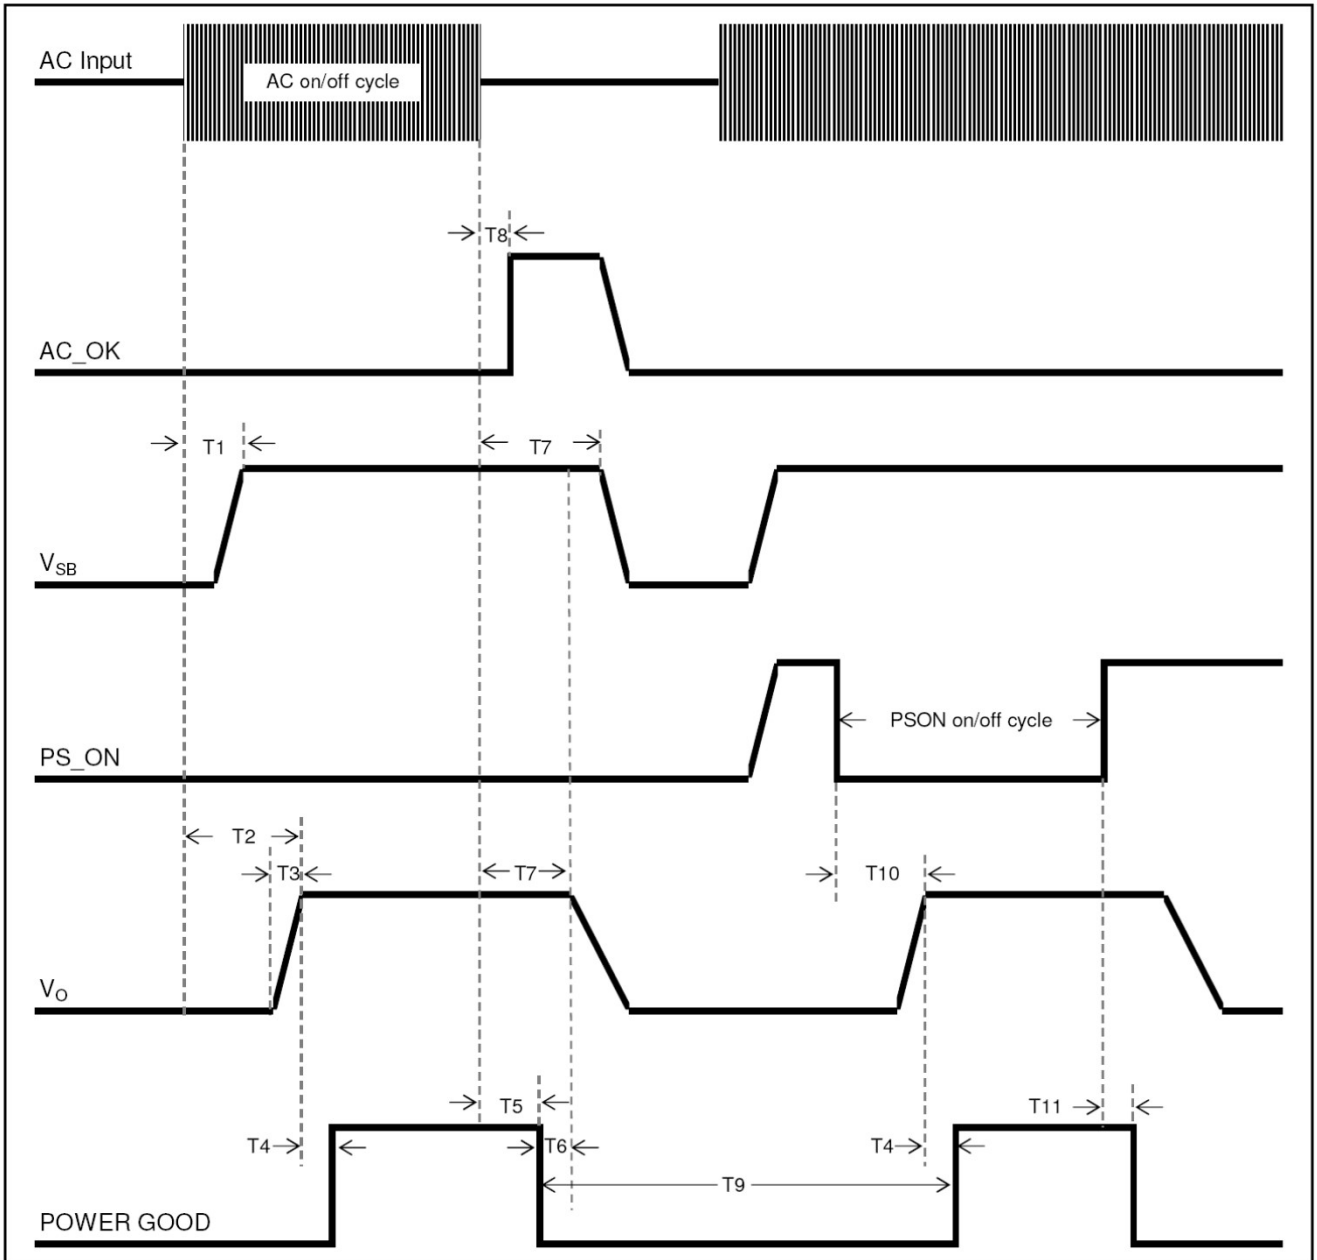 AC Input
AC on/off cycle
T8
AC_OK
T1
T7
VSB
PSON on/off cycle
PS_ON
T2
T3
T7
T10
VO
T5
T11
T4
T6
T4
T9
POWER GOOD